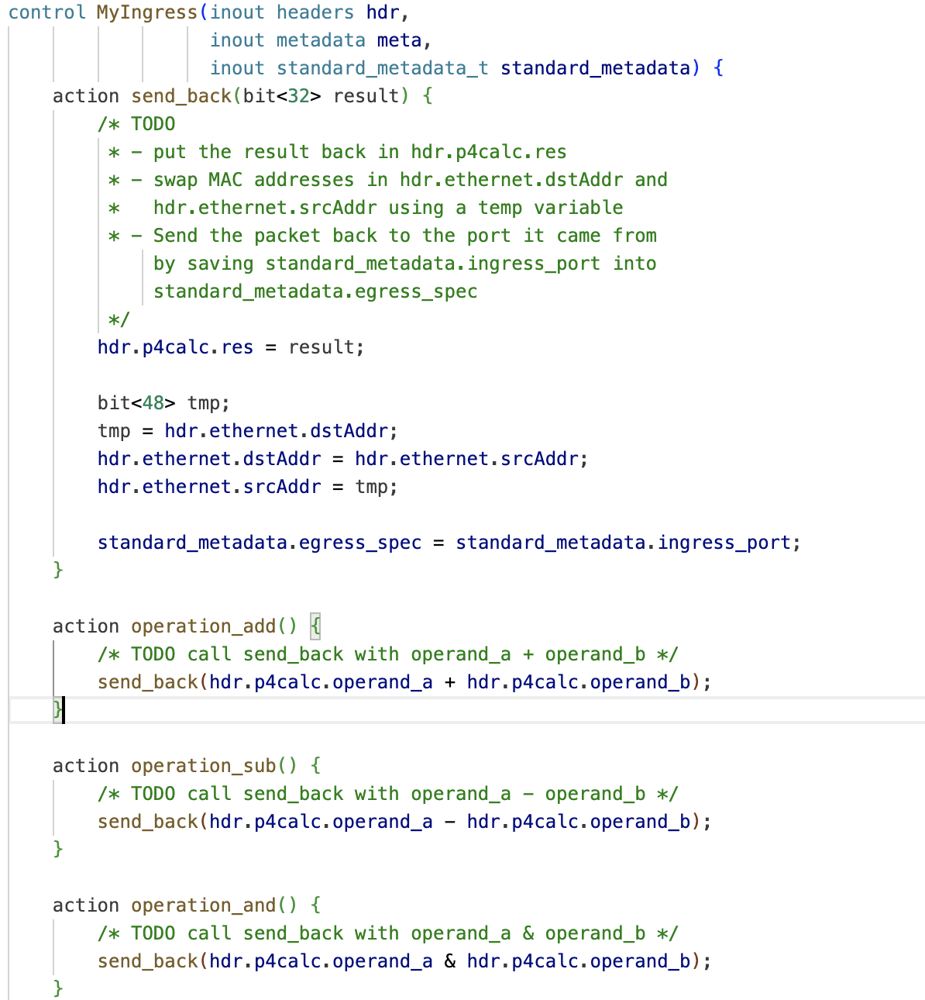 control MyIngress(inout headers hdr,
                  inout metadata meta,
                  inout standard_metadata_t standard_metadata) {
    action send_back(bit<32> result) {
        /* TODO
         * - put the result back in hdr.p4calc.res
         * - swap MAC addresses in hdr.ethernet.dstAddr and
         *   hdr.ethernet.srcAddr using a temp variable
         * - Send the packet back to the port it came from
             by saving standard_metadata.ingress_port into
             standard_metadata.egress_spec
         */
        hdr.p4calc.res = result;

        bit<48> tmp;
        tmp = hdr.ethernet.dstAddr;
        hdr.ethernet.dstAddr = hdr.ethernet.srcAddr;
        hdr.ethernet.srcAddr = tmp;

        standard_metadata.egress_spec = standard_metadata.ingress_port;
    }

    action operation_add() {
        /* TODO call send_back with operand_a + operand_b */
        send_back(hdr.p4calc.operand_a + hdr.p4calc.operand_b);
    }

    action operation_sub() {
        /* TODO call send_back with operand_a - operand_b */
        send_back(hdr.p4calc.operand_a - hdr.p4calc.operand_b);
    }

    action operation_and() {
        /* TODO call send_back with operand_a & operand_b */
        send_back(hdr.p4calc.operand_a & hdr.p4calc.operand_b);
    }